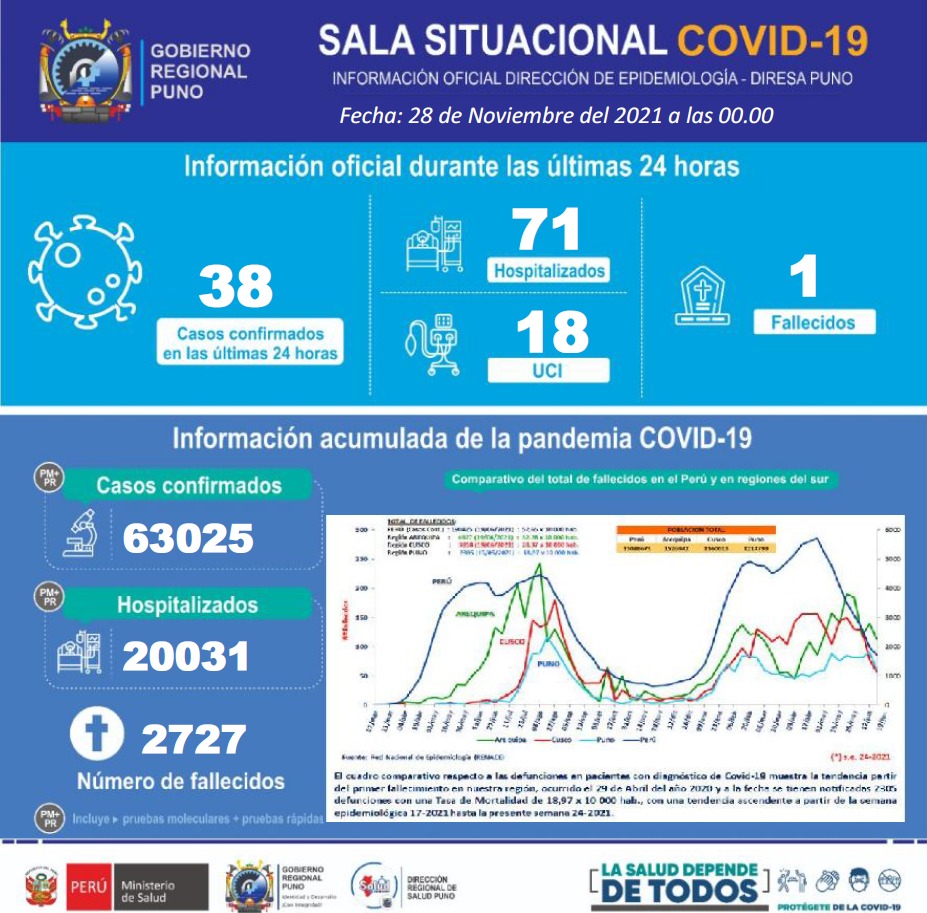 GOBIERNO
REGIONAL
PUNO
SALA SITUACIONAL COVID-19
INFORMACIÓN OFICIAL DIRECCIÓN DE EPIDEMIOLOGÍA - DIRESA PUNO
Fecha: 28 de Noviembre del 2021 a las 00.00
Información oficial durante las últimas 24 horas
38
Casos confirmados
en las últimas 24 horas
71
Hospitalizados
18
UCI
1
Fallecidos
Información acumulada de la pandemia COVID-19
PM+
PR
Casos confirmados
63025
PM+
PR
Hospitalizados
20031
2727
Número de fallecidos
PM+
PR
Incluye ▸ pruebas moleculares + pruebas rápidas
Comparativo del total de fallecidos en el Perú y en regiones del sur
TOTAL DE FALLECIDOS:
POBLACION TOTAL
Perú Arequipa Cusco Puno
PERÚ
AREQUIPA
CUSCO
PUNO
Arequipa Cusco Puno Perú
Fuente: Red Nacional de Epidemiología (RENACE)
(*) s.e. 24-2021
El cuadro comparativo respecto a las defunciones en pacientes con diagnóstico de Covid-19 muestra la tendencia partir
del primer fallecimiento en nuestra región, ocurrido el 29 de Abril del año 2020 y a la fecha se tienen notificadas 2305
defunciones con una Tasa de Mortalidad de 18,97 x 10 000 hab., con una tendencia ascendente a partir de la semana
epidemiológica 17-2021 hasta la presente semana 24-2021.
PERÚ
Ministerio
de Salud
GOBIERNO
REGIONAL
PUNO
DIRECCIÓN
REGIONAL DE
SALUD PUNO
LA SALUD DEPENDE
DE TODOS
PROTÉGETE DE LA COVID-19